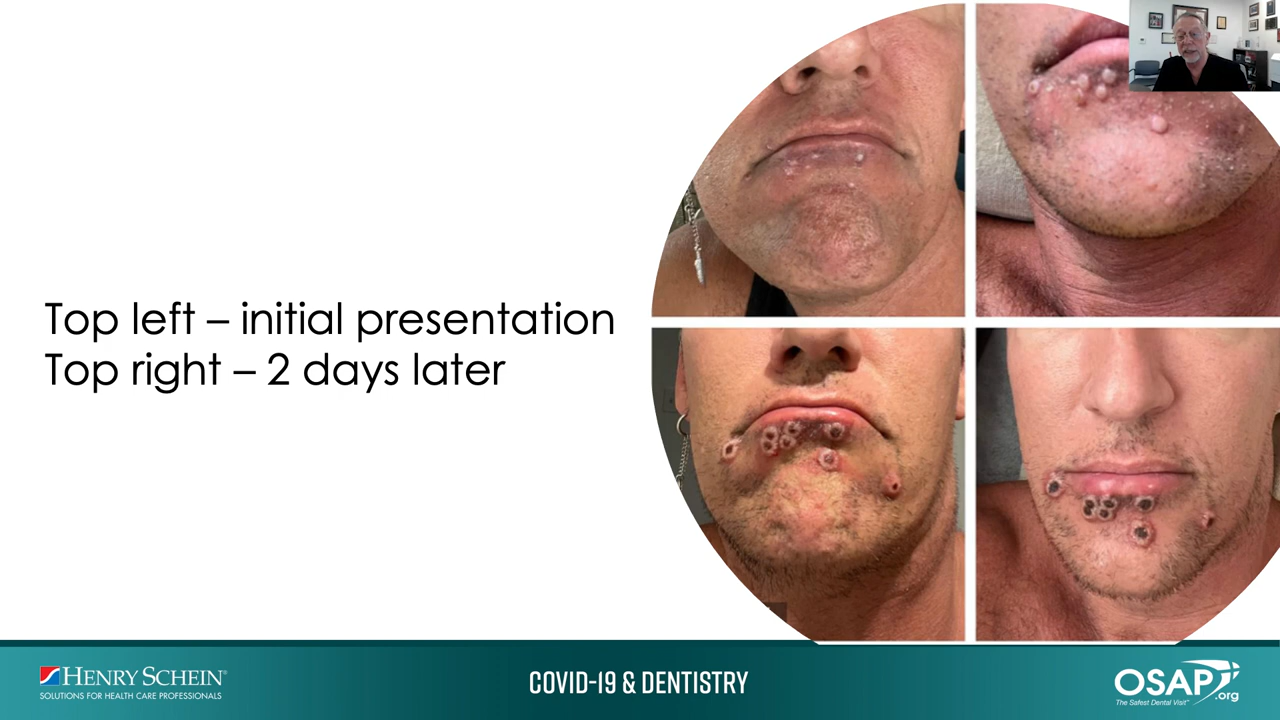 Top left – initial presentation
Top right – 2 days later
HENRY SCHEIN®
SOLUTIONS FOR HEALTH CARE PROFESSIONALS
COVID-19 & DENTISTRY
OSAP.org
The Safest Dental Visit™